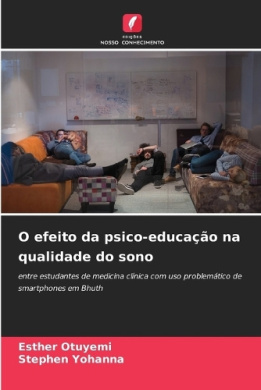 edições
NOSSO CONHECIMENTO
O efeito da psico-educação na
qualidade do sono
entre estudantes de medicina clínica com uso problemático de
smartphones em Bhuth
Esther Otuyemi
Stephen Yohanna